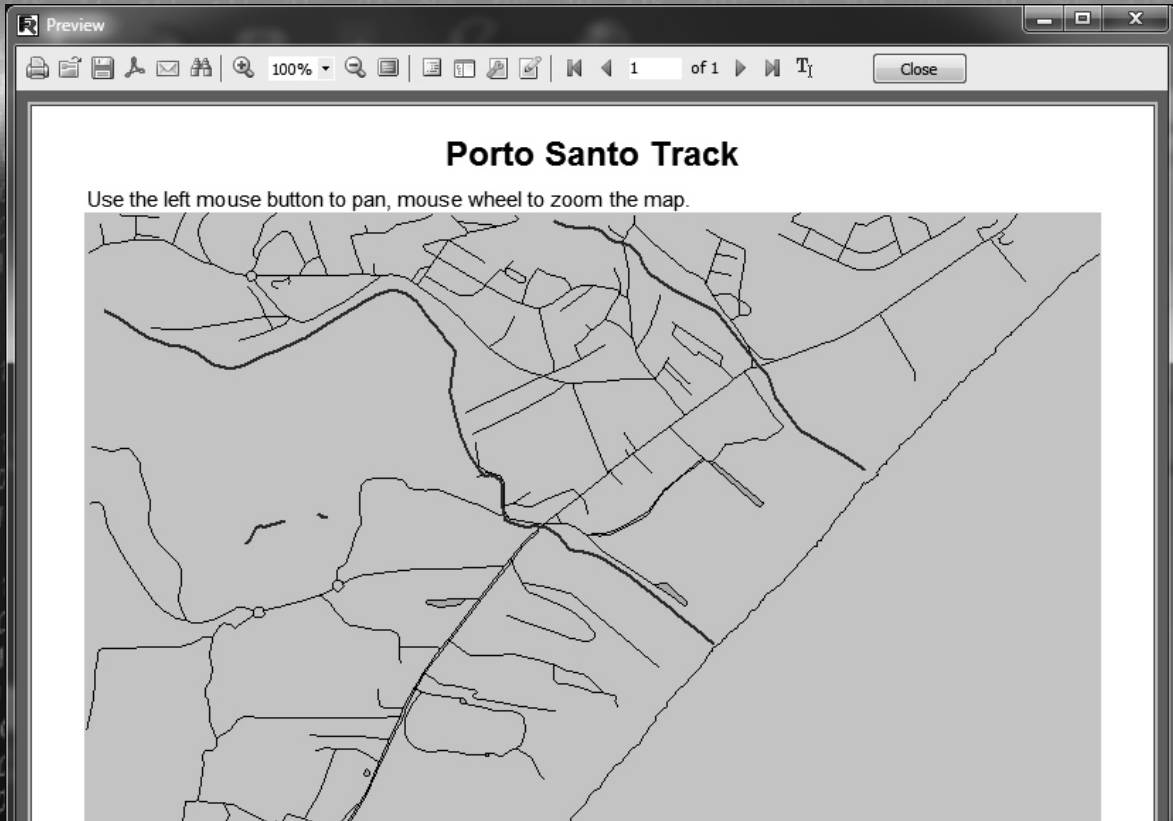 Preview
100%
1
of 1
Close
Porto Santo Track
Use the left mouse button to pan, mouse wheel to zoom the map.